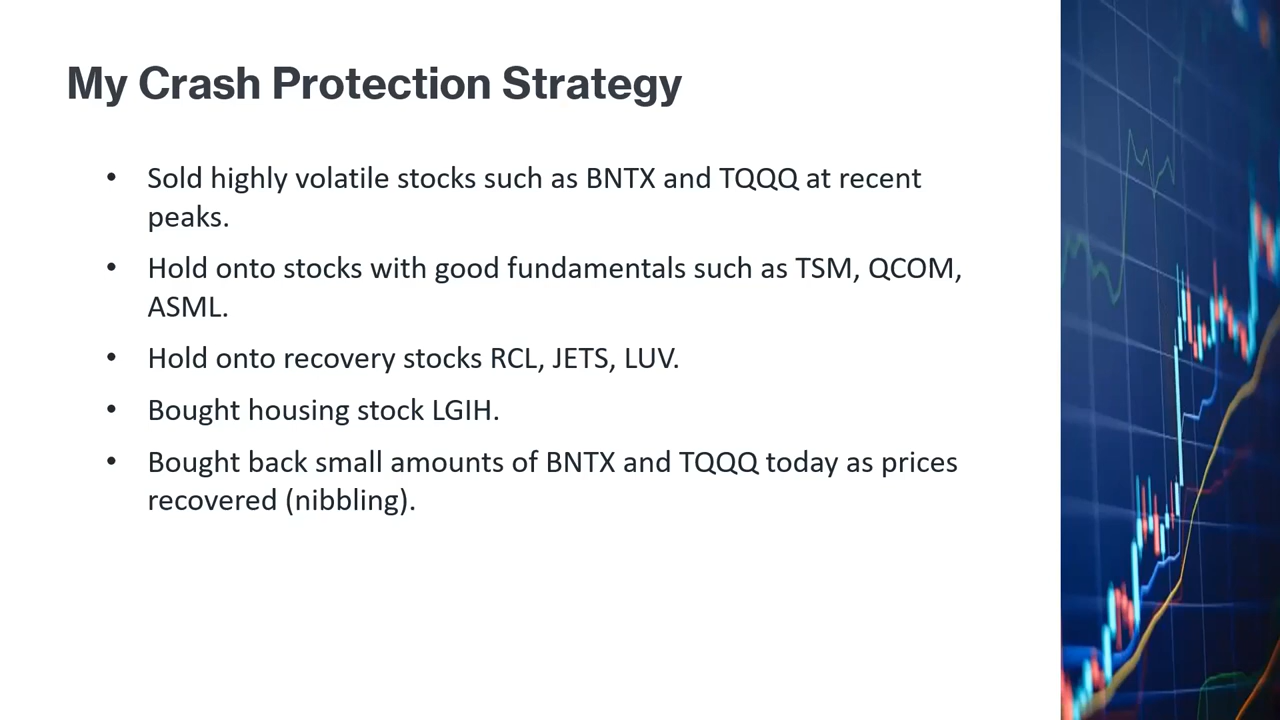 My Crash Protection Strategy
• Sold highly volatile stocks such as BNTX and TQQQ at recent
peaks.
• Hold onto stocks with good fundamentals such as TSM, QCOM,
ASML.
• Hold onto recovery stocks RCL, JETS, LUV.
• Bought housing stock LGIH.
• Bought back small amounts of BNTX and TQQQ today as prices
recovered (nibbling).